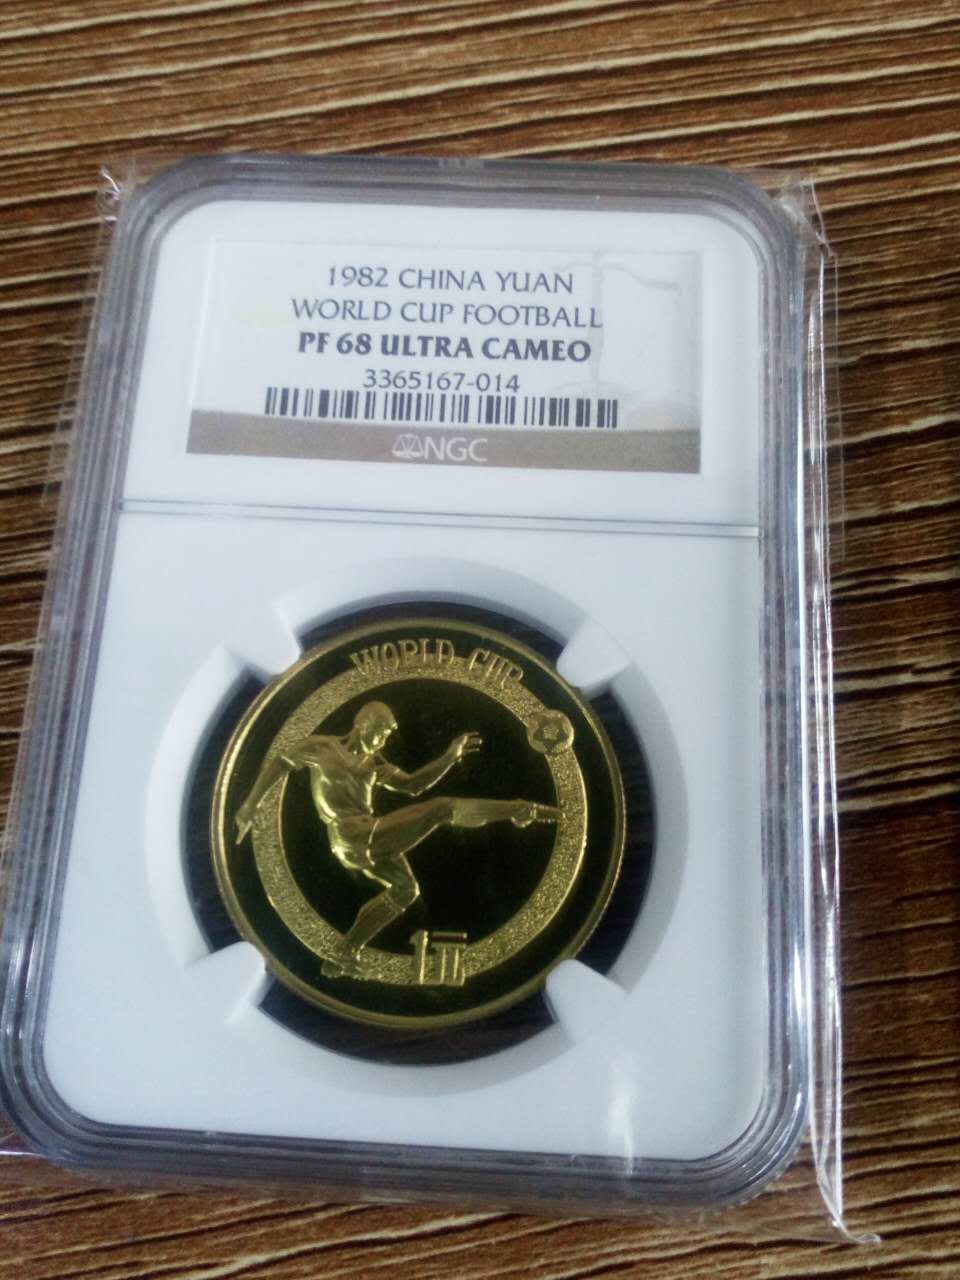 1982 CHINA YUAN
WORLD CUP FOOTBALL
PF 68 ULTRA CAMEO
3365167-014
NGC
WORLD CUP
1元